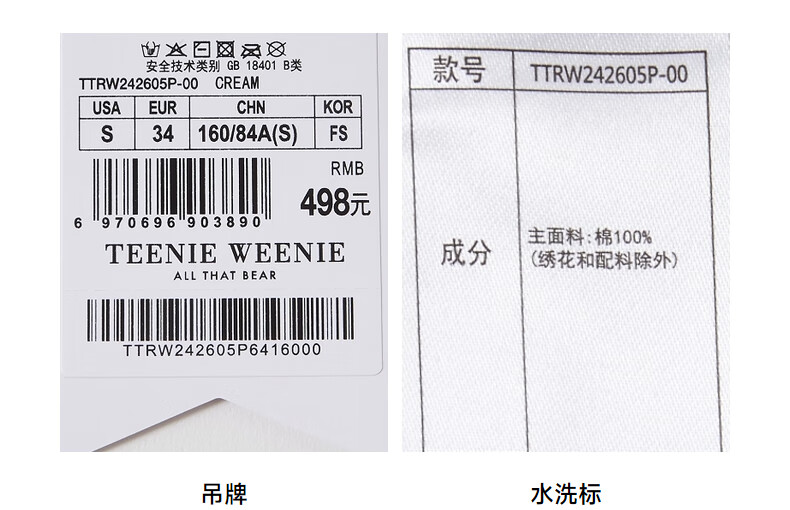 安全技术类别 GB 18401 B类
TTRW242605P-00 CREAM
USA EUR CHN KOR
S 34 160/84A(S) FS
RMB
498元
6 970696 903890
TEENIE WEENIE
ALL THAT BEAR
TTRW242605P6416000
款号 TTRW242605P-00
成分
主面料:棉100%
(绣花和配料除外)
吊牌
水洗标